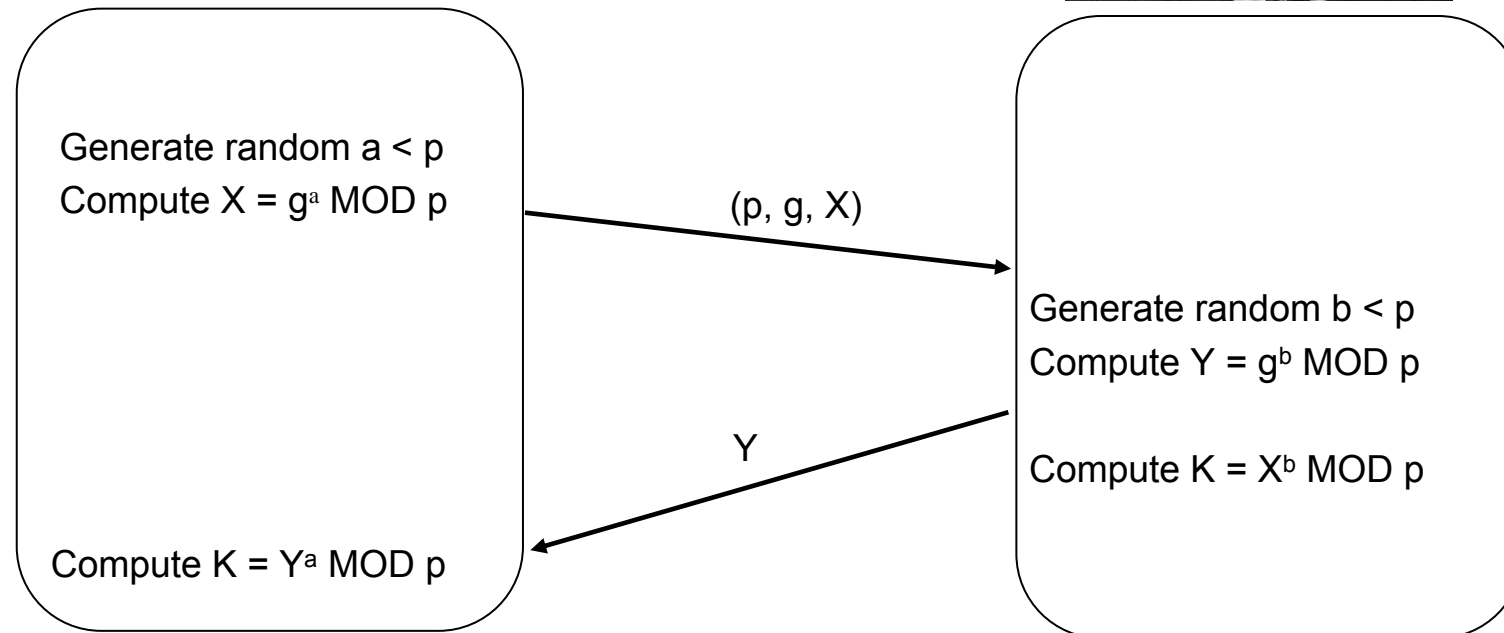 Generate random a < p
Compute X = gᵃ MOD p
(p, g, X)
Generate random b < p
Compute Y = gᵇ MOD p
Y
Compute K = Xᵇ MOD p
Compute K = Yᵃ MOD p